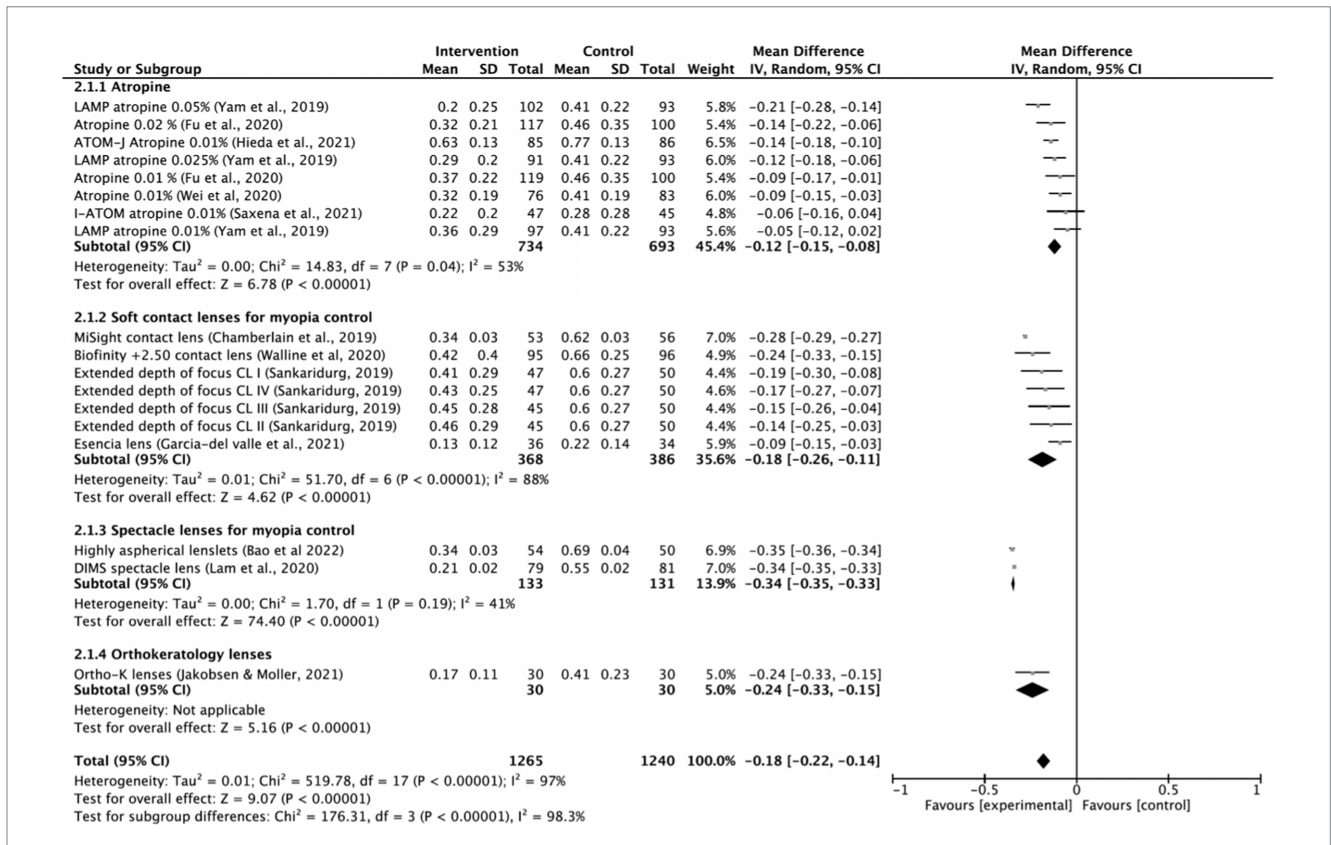 Intervention Control Mean Difference Mean Difference
Study or Subgroup Mean SD Total Mean SD Total Weight IV, Random, 95% CI IV, Random, 95% CI
2.1.1 Atropine
LAMP atropine 0.05% (Yam et al., 2019) 0.2 0.25 102 0.41 0.22 93 5.8% -0.21 [-0.28, -0.14]
Atropine 0.02 % (Fu et al., 2020) 0.32 0.21 117 0.46 0.35 100 5.4% -0.14 [-0.22, -0.06]
ATOM-J Atropine 0.01% (Hieda et al., 2021) 0.63 0.13 85 0.77 0.13 86 6.5% -0.14 [-0.18, -0.10]
LAMP atropine 0.025% (Yam et al., 2019) 0.29 0.2 91 0.41 0.22 93 6.0% -0.12 [-0.18, -0.06]
Atropine 0.01 % (Fu et al., 2020) 0.37 0.22 119 0.46 0.35 100 5.4% -0.09 [-0.17, -0.01]
Atropine 0.01% (Wei et al, 2020) 0.32 0.19 76 0.41 0.19 83 6.0% -0.09 [-0.15, -0.03]
I-ATOM atropine 0.01% (Saxena et al., 2021) 0.22 0.2 47 0.28 0.28 45 4.8% -0.06 [-0.16, 0.04]
LAMP atropine 0.01% (Yam et al., 2019) 0.36 0.29 97 0.41 0.22 93 5.6% -0.05 [-0.12, 0.02]
Subtotal (95% CI) 734 693 45.4% -0.12 [-0.15, -0.08]
Heterogeneity: Tau² = 0.00; Chi² = 14.83, df = 7 (P = 0.04); I² = 53%
Test for overall effect: Z = 6.78 (P < 0.00001)
2.1.2 Soft contact lenses for myopia control
MiSight contact lens (Chamberlain et al., 2019) 0.34 0.03 53 0.62 0.03 56 7.0% -0.28 [-0.29, -0.27]
Biofinity +2.50 contact lens (Walline et al, 2020) 0.42 0.4 95 0.66 0.25 96 4.9% -0.24 [-0.33, -0.15]
Extended depth of focus CL I (Sankaridurg, 2019) 0.41 0.29 47 0.6 0.27 50 4.4% -0.19 [-0.30, -0.08]
Extended depth of focus CL IV (Sankaridurg, 2019) 0.43 0.25 47 0.6 0.27 50 4.6% -0.17 [-0.27, -0.07]
Extended depth of focus CL III (Sankaridurg, 2019) 0.45 0.28 45 0.6 0.27 50 4.4% -0.15 [-0.26, -0.04]
Extended depth of focus CL II (Sankaridurg, 2019) 0.46 0.29 45 0.6 0.27 50 4.4% -0.14 [-0.25, -0.03]
Esencia lens (Garcia-del valle et al., 2021) 0.13 0.12 36 0.22 0.14 34 5.9% -0.09 [-0.15, -0.03]
Subtotal (95% CI) 368 386 35.6% -0.18 [-0.26, -0.11]
Heterogeneity: Tau² = 0.01; Chi² = 51.70, df = 6 (P < 0.00001); I² = 88%
Test for overall effect: Z = 4.62 (P < 0.00001)
2.1.3 Spectacle lenses for myopia control
Highly aspherical lenslets (Bao et al 2022) 0.34 0.03 54 0.69 0.04 50 6.9% -0.35 [-0.36, -0.34]
DIMS spectacle lens (Lam et al., 2020) 0.21 0.02 79 0.55 0.02 81 7.0% -0.34 [-0.35, -0.33]
Subtotal (95% CI) 133 131 13.9% -0.34 [-0.35, -0.33]
Heterogeneity: Tau² = 0.00; Chi² = 1.70, df = 1 (P = 0.19); I² = 41%
Test for overall effect: Z = 74.40 (P < 0.00001)
2.1.4 Orthokeratology lenses
Ortho-K lenses (Jakobsen & Moller, 2021) 0.17 0.11 30 0.41 0.23 30 5.0% -0.24 [-0.33, -0.15]
Subtotal (95% CI) 30 30 5.0% -0.24 [-0.33, -0.15]
Heterogeneity: Not applicable
Test for overall effect: Z = 5.16 (P < 0.00001)
Total (95% CI) 1265 1240 100.0% -0.18 [-0.22, -0.14]
Heterogeneity: Tau² = 0.01; Chi² = 519.78, df = 17 (P < 0.00001); I² = 97%
Test for overall effect: Z = 9.07 (P < 0.00001)
Test for subgroup differences: Chi² = 176.31, df = 3 (P < 0.00001), I² = 98.3%
-1 -0.5 0 0.5 1
Favours [experimental] Favours [control]